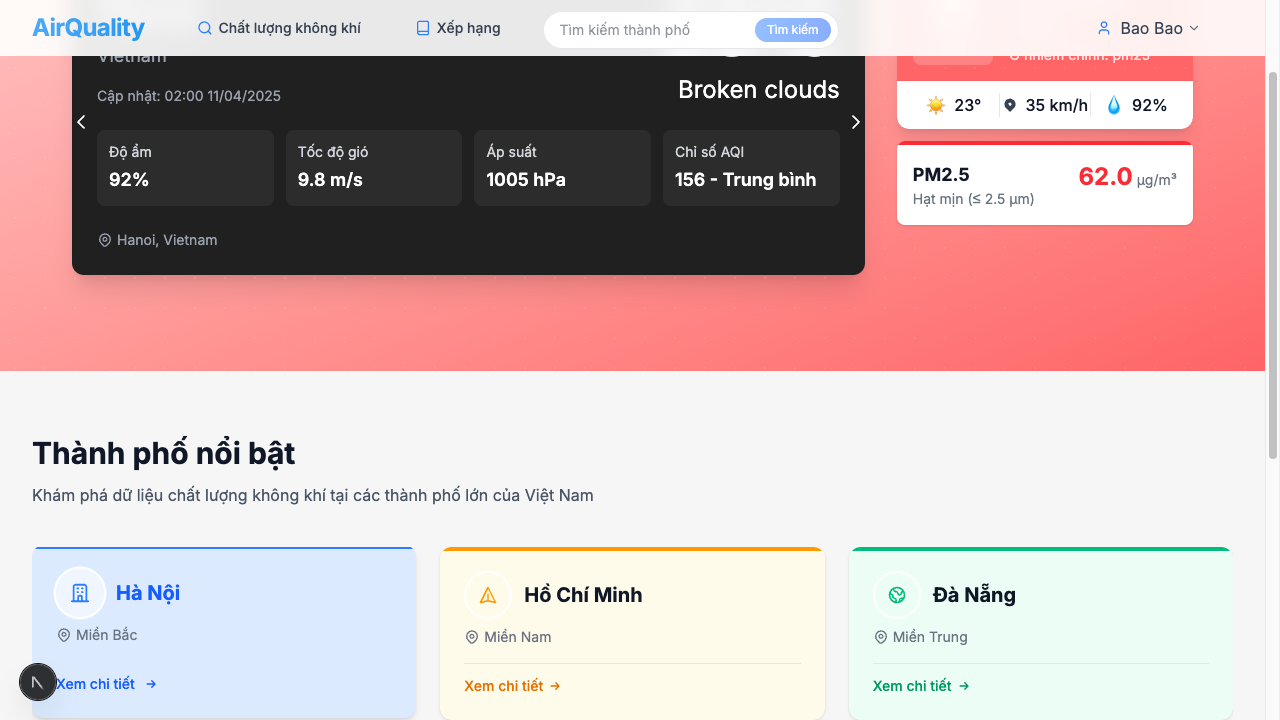 AirQuality
Chất lượng không khí
Xếp hạng
Tìm kiếm thành phố
Tìm kiếm
Bao Bao
Vietnam
Cập nhật: 02:00 11/04/2025
Broken clouds
Độ ẩm
92%
Tốc độ gió
9.8 m/s
Áp suất
1005 hPa
Chỉ số AQI
156 - Trung bình
Hanoi, Vietnam
Ô nhiễm chính: pm25
23°
35 km/h
92%
PM2.5
62.0 µg/m³
Hạt mịn (≤ 2.5 µm)
Thành phố nổi bật
Khám phá dữ liệu chất lượng không khí tại các thành phố lớn của Việt Nam
Hà Nội
Miền Bắc
Xem chi tiết
Hồ Chí Minh
Miền Nam
Xem chi tiết
Đà Nẵng
Miền Trung
Xem chi tiết